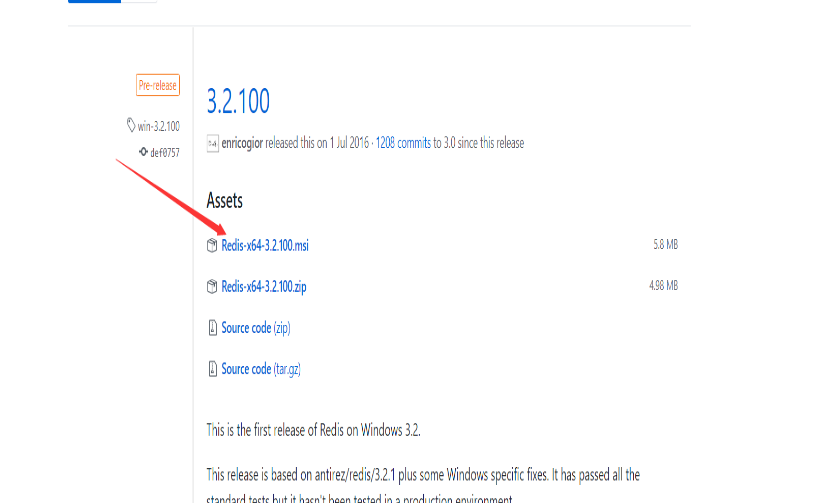 Pre-release
win-3.2.100
def0757
3.2.100
enricogior released this on 1 Jul 2016 · 1208 commits to 3.0 since this release
Assets
Redis-x64-3.2.100.msi 5.8 MB
Redis-x64-3.2.100.zip 4.98 MB
Source code (zip)
Source code (tar.gz)
This is the first release of Redis on Windows 3.2.
This release is based on antirez/redis/3.2.1 plus some Windows specific fixes. It has passed all the
standard tests but it hasn't been tested in a production environment.